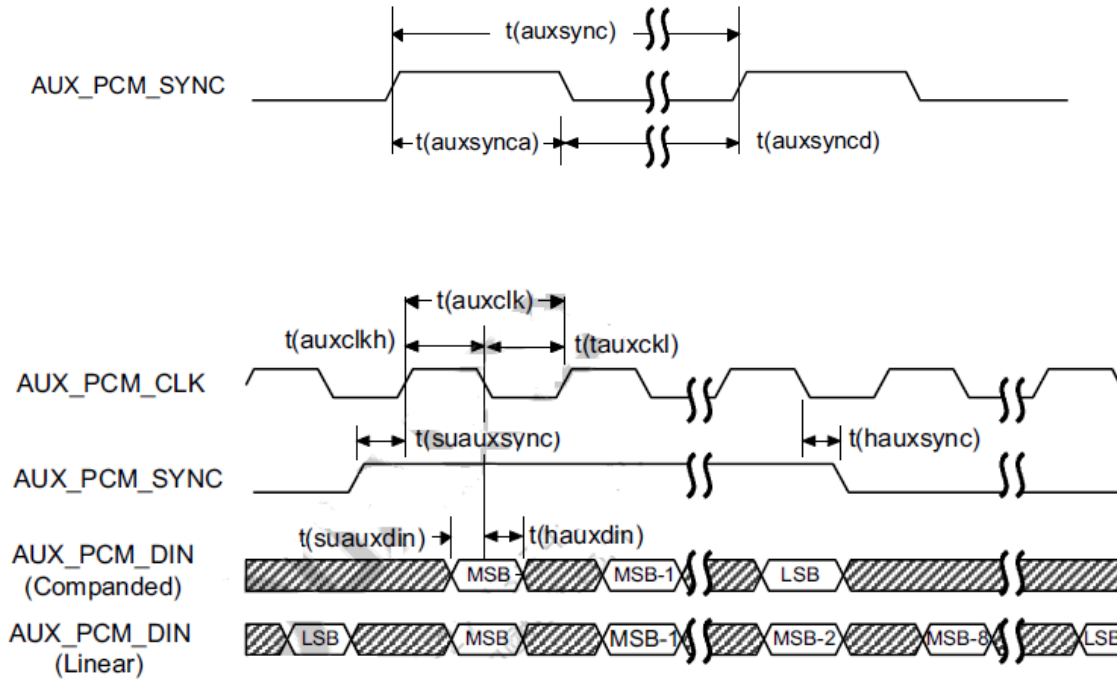 t(auxsync)
AUX_PCM_SYNC
t(auxsynca)
t(auxsyncd)
t(auxclk)
t(auxclkh)
t(tauxckl)
AUX_PCM_CLK
t(suauxsync)
t(hauxsync)
AUX_PCM_SYNC
t(suauxdin)
t(hauxdin)
AUX_PCM_DIN
(Companded)
MSB
MSB-1
LSB
AUX_PCM_DIN
(Linear)
LSB
MSB
MSB-1
MSB-2
MSB-8
LSB